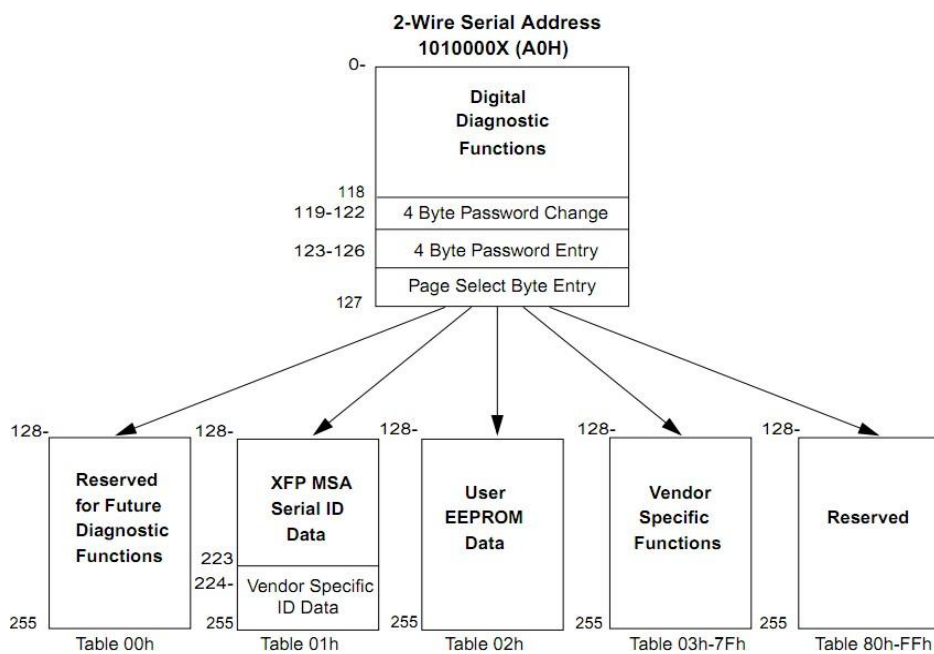 2-Wire Serial Address
1010000X (A0H)
0-
Digital
Diagnostic
Functions
118
119-122
4 Byte Password Change
123-126
4 Byte Password Entry
Page Select Byte Entry
127
128-
Reserved
for Future
Diagnostic
Functions
255
Table 00h
128-
XFP MSA
Serial ID
Data
223
224-
Vendor Specific
ID Data
255
Table 01h
128-
User
EEPROM
Data
255
Table 02h
128-
Vendor
Specific
Functions
255
Table 03h-7Fh
128-
Reserved
255
Table 80h-FFh